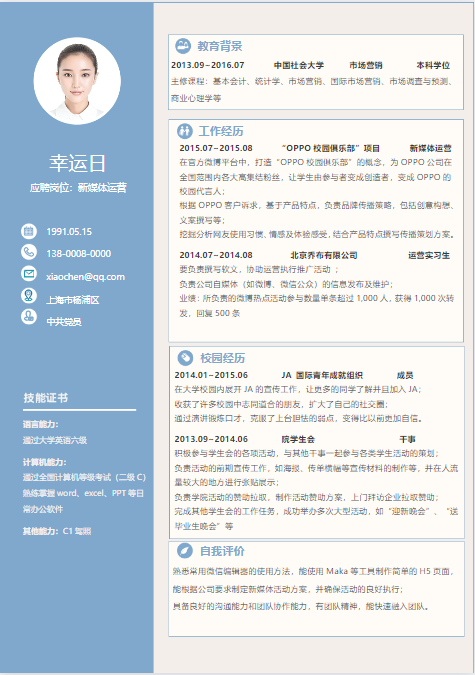 幸运日
应聘岗位：新媒体运营
1991.05.15
138-0008-0000
xiaochen@qq.com
上海市杨浦区
中共党员
技能证书
语言能力：
通过大学英语六级
计算机能力：
通过全国计算机等级考试（二级 C）
熟练掌握 word、excel、PPT 等日
常办公软件
其他能力：C1 驾照
教育背景
2013.09-2016.07 中国社会大学 市场营销 本科学位
主修课程：基本会计、统计学、市场营销、国际市场营销、市场调查与预测、
商业心理学等
工作经历
2015.07-2015.08 “OPPO 校园俱乐部”项目 新媒体运营
在官方微博平台中，打造“OPPO 校园俱乐部”的概念，为 OPPO 公司在
全国范围内各大高集结粉丝，让学生由参与者变成创造者，变成 OPPO 的
校园代言人；
根据 OPPO 客户诉求，基于产品特点，负责品牌传播策略，包括创意构想、
文案撰写等；
挖掘分析网友使用习惯、情感及体验感受，结合产品特点撰写传播策划方案。
2014.07-2014.08 北京乔布有限公司 运营实习生
要负责撰写软文，协助运营执行推广活动 ；
负责公司自媒体（如微博、微信公众）的信息发布及维护；
业绩：所负责的微博热点活动参与数量单条超过 1,000 人，获得 1,000 次转
发，回复 500 条
校园经历
2014.01-2015.06 JA 国际青年成就组织 成员
在大学校园内展开 JA 的宣传工作，让更多的同学了解并且加入 JA；
收获了许多校园中志同道合的朋友，扩大了自己的社交圈；
通过演讲锻炼口才，克服了上台胆怯的弱点，变得比以前更加自信。
2013.09-2014.06 院学生会 干事
积极参与学生会的各项活动，与其他干事一起参与各类学生活动的策划；
负责活动的前期宣传工作，如海报、传单横幅等宣传材料的制作等，并在人流
量较大的地方进行张贴展示；
负责学院活动的赞助拉取，制作活动赞助方案，上门拜访企业拉取赞助；
完成其他学生会的工作任务，成功举办多次大型活动，如“迎新晚会”、“送
毕业生晚会”等
自我评价
熟悉常用微信编辑器的使用方法，能使用 Maka 等工具制作简单的 H5 页面，
能根据公司要求制定新媒体活动方案，并确保活动的良好执行；
具备良好的沟通能力和团队协作能力，有团队精神，能快速融入团队。